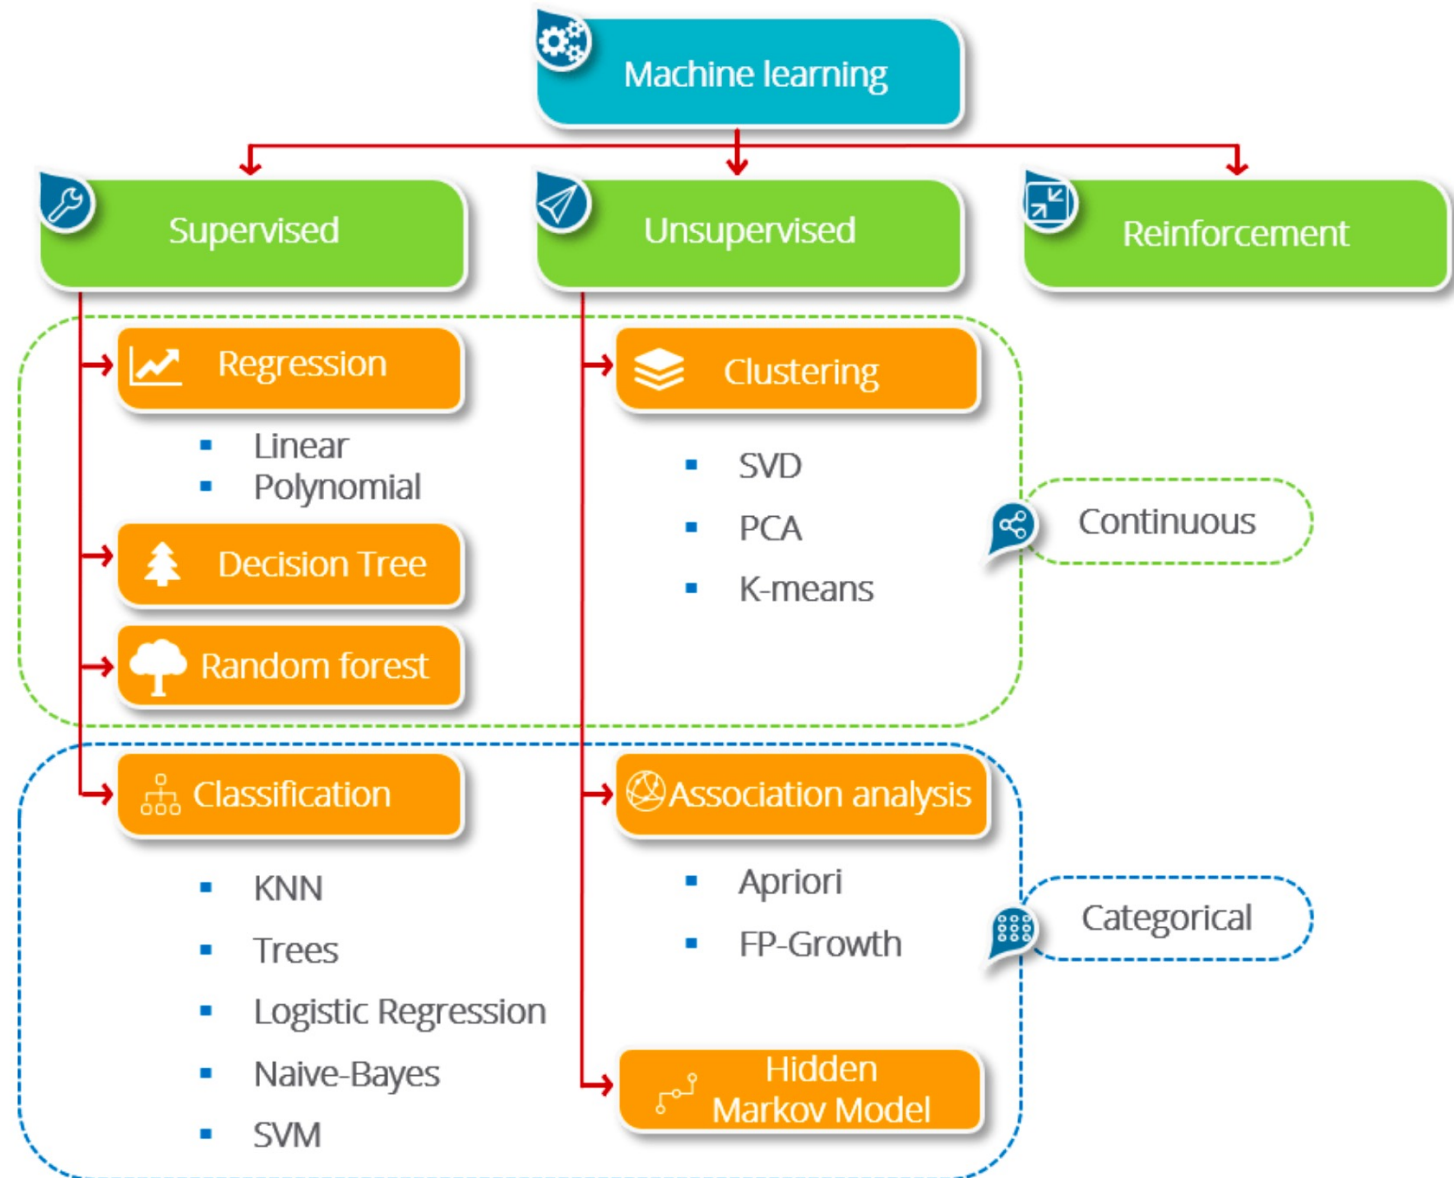 Machine learning
Supervised
Unsupervised
Reinforcement
Regression
Linear
Polynomial
Decision Tree
Random forest
Clustering
SVD
PCA
K-means
Continuous
Classification
KNN
Trees
Logistic Regression
Naive-Bayes
SVM
Association analysis
Apriori
FP-Growth
Hidden
Markov Model
Categorical